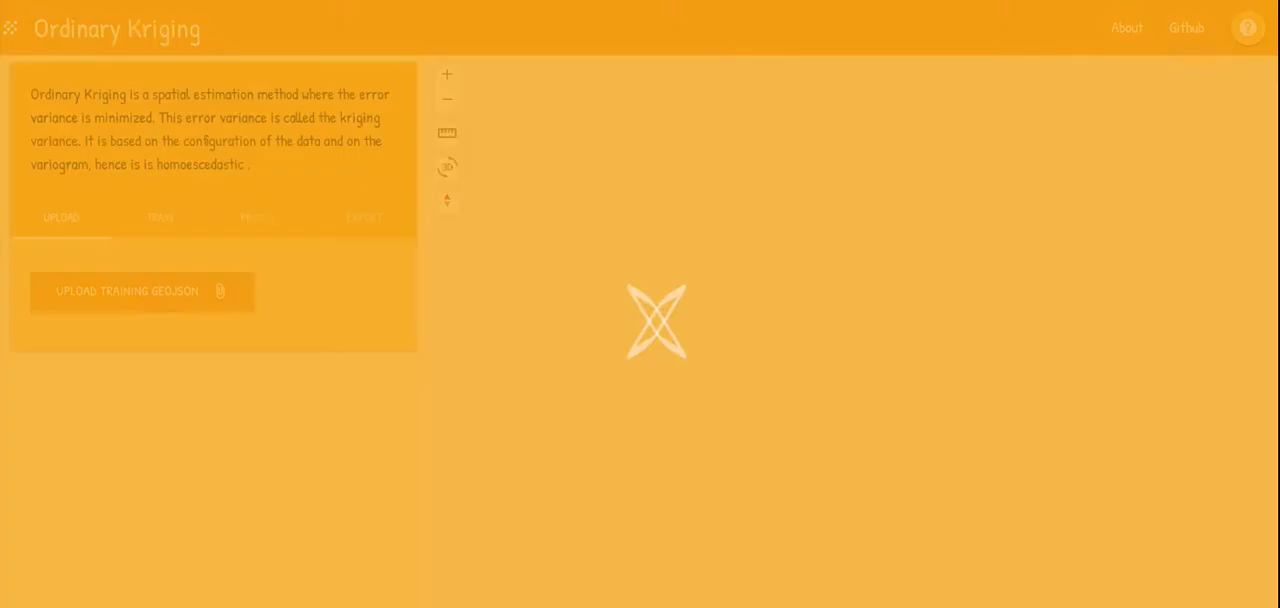 Ordinary Kriging
About
Github
?
Ordinary Kriging is a spatial estimation method where the error
variance is minimized. This error variance is called the kriging
variance. It is based on the configuration of the data and on the
variogram, hence is is homoescedastic .
UPLOAD
TRAIN
EXPORT
UPLOAD TRAINING GEOJSON
3D